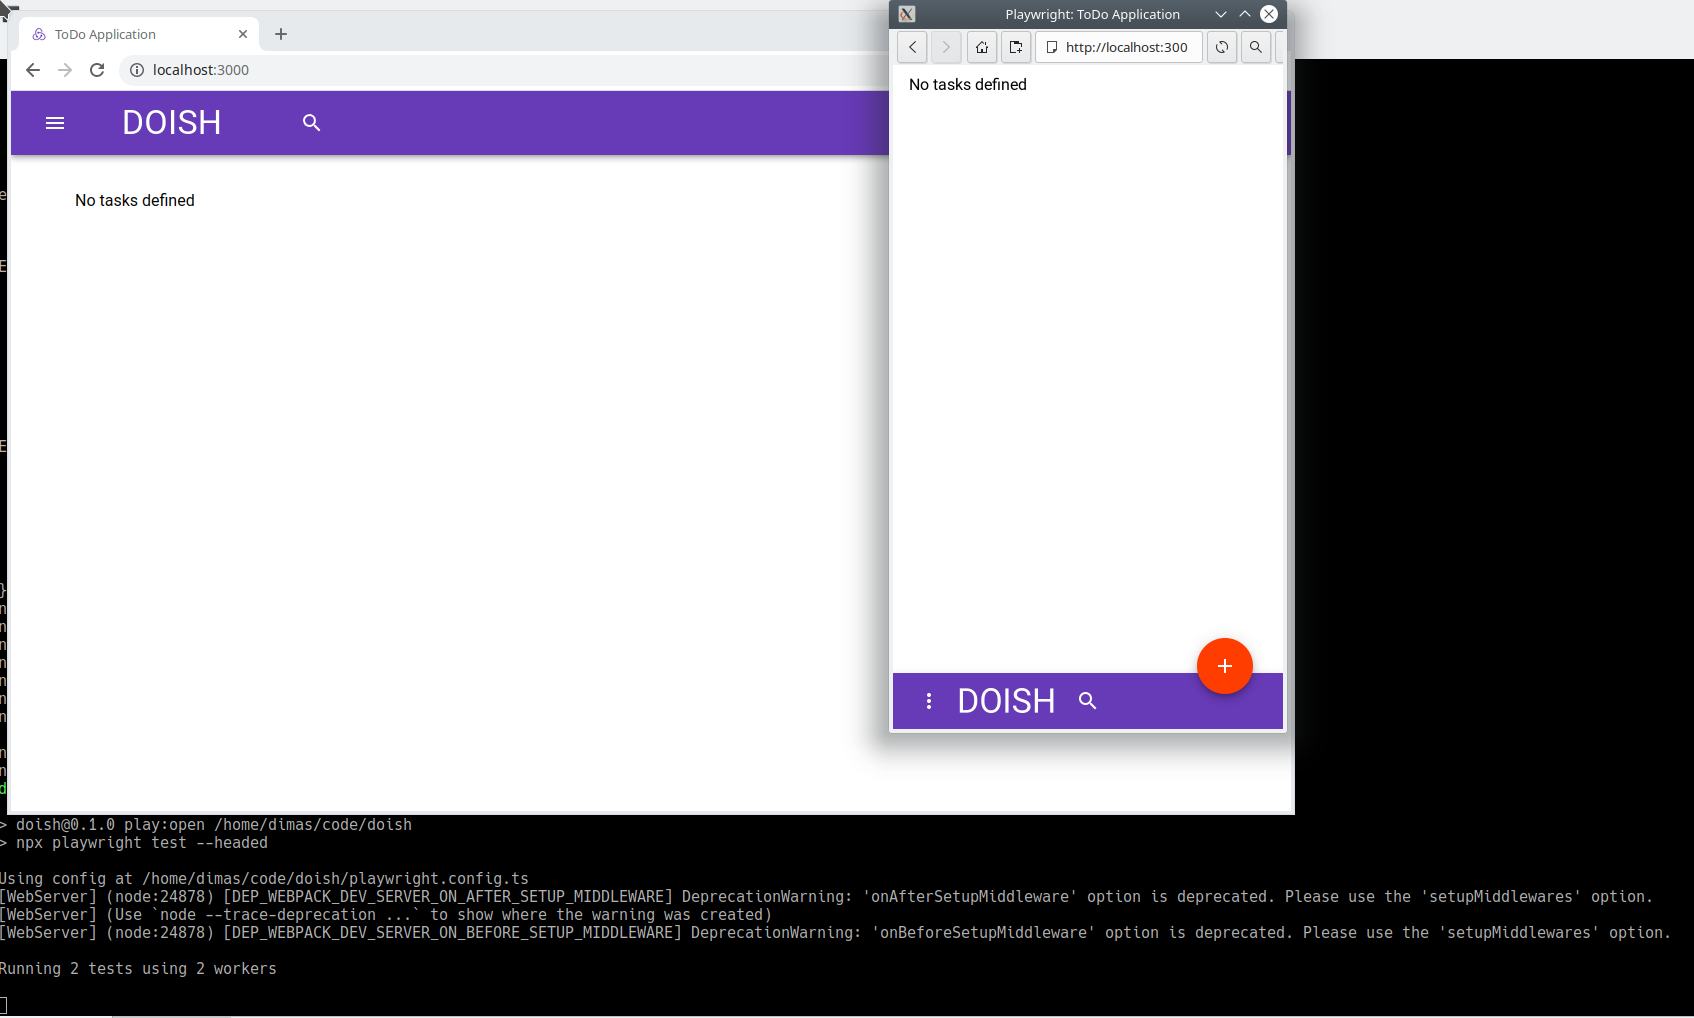 ToDo Application
localhost:3000
DOISH
No tasks defined
Playwright: ToDo Application
http://localhost:300
No tasks defined
DOISH
e
E
E
}
n
n
n
n
n
n
n
n
n
d
> doish@0.1.0 play:open /home/dimas/code/doish
> npx playwright test --headed
Using config at /home/dimas/code/doish/playwright.config.ts
[WebServer] (node:24878) [DEP_WEBPACK_DEV_SERVER_ON_AFTER_SETUP_MIDDLEWARE] DeprecationWarning: 'onAfterSetupMiddleware' option is deprecated. Please use the 'setupMiddlewares' option.
[WebServer] (Use `node --trace-deprecation ...` to show where the warning was created)
[WebServer] (node:24878) [DEP_WEBPACK_DEV_SERVER_ON_BEFORE_SETUP_MIDDLEWARE] DeprecationWarning: 'onBeforeSetupMiddleware' option is deprecated. Please use the 'setupMiddlewares' option.
Running 2 tests using 2 workers